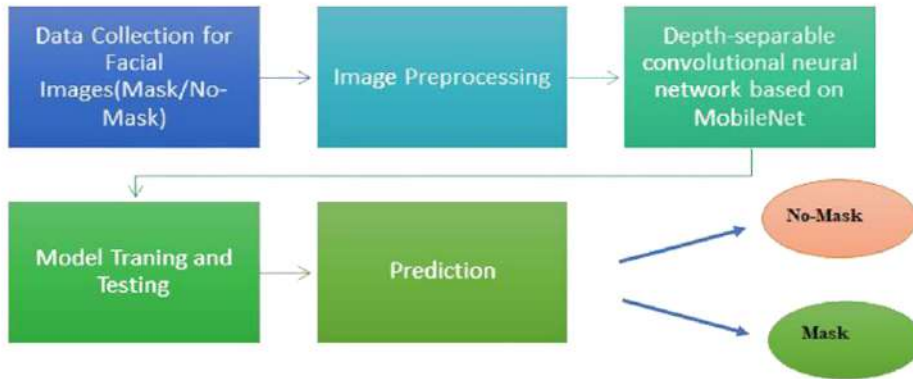 Data Collection for
Facial
Images(Mask/No-
Mask)
Image Preprocessing
Depth-separable
convolutional neural
network based on
MobileNet
Model Traning and
Testing
Prediction
No-Mask
Mask